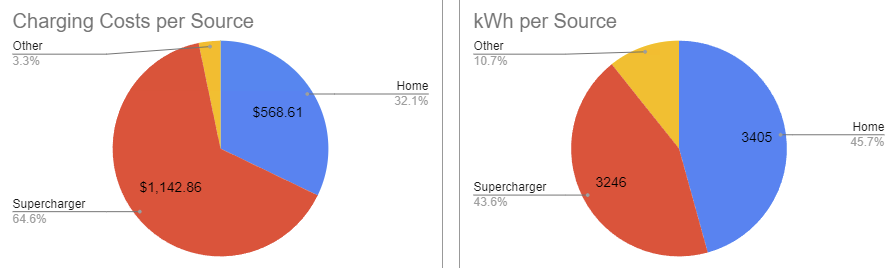 Charging Costs per Source
Other
3.3%
Home
32.1%
$568.61
$1,142.86
Supercharger
64.6%
kWh per Source
Other
10.7%
Home
45.7%
3405
3246
Supercharger
43.6%